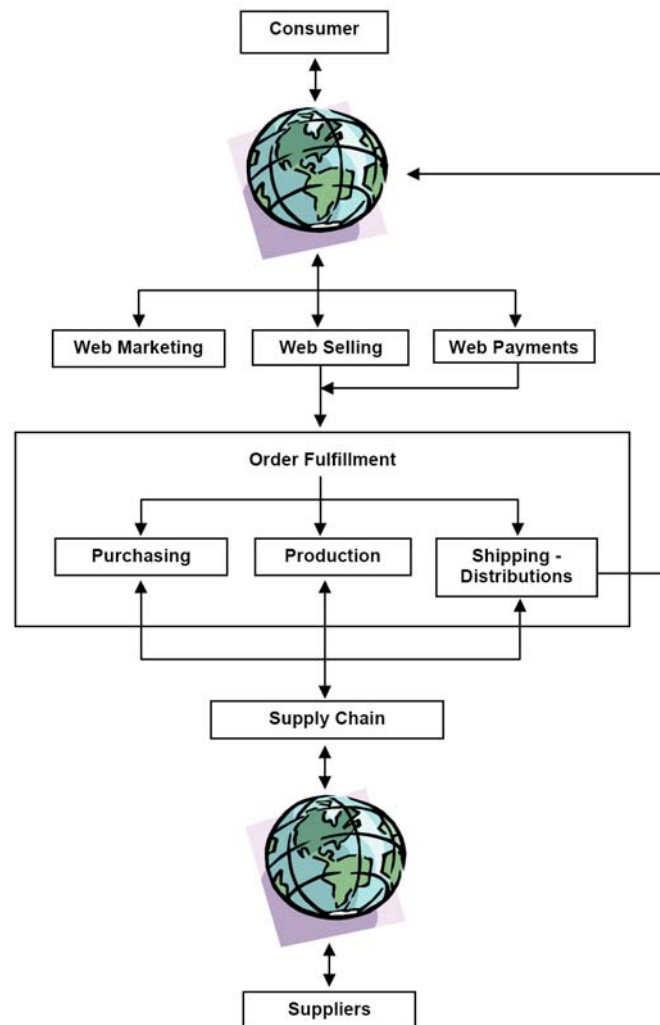 Consumer
Web Marketing
Web Selling
Web Payments
Order Fulfillment
Purchasing
Production
Shipping -
Distributions
Supply Chain
Suppliers